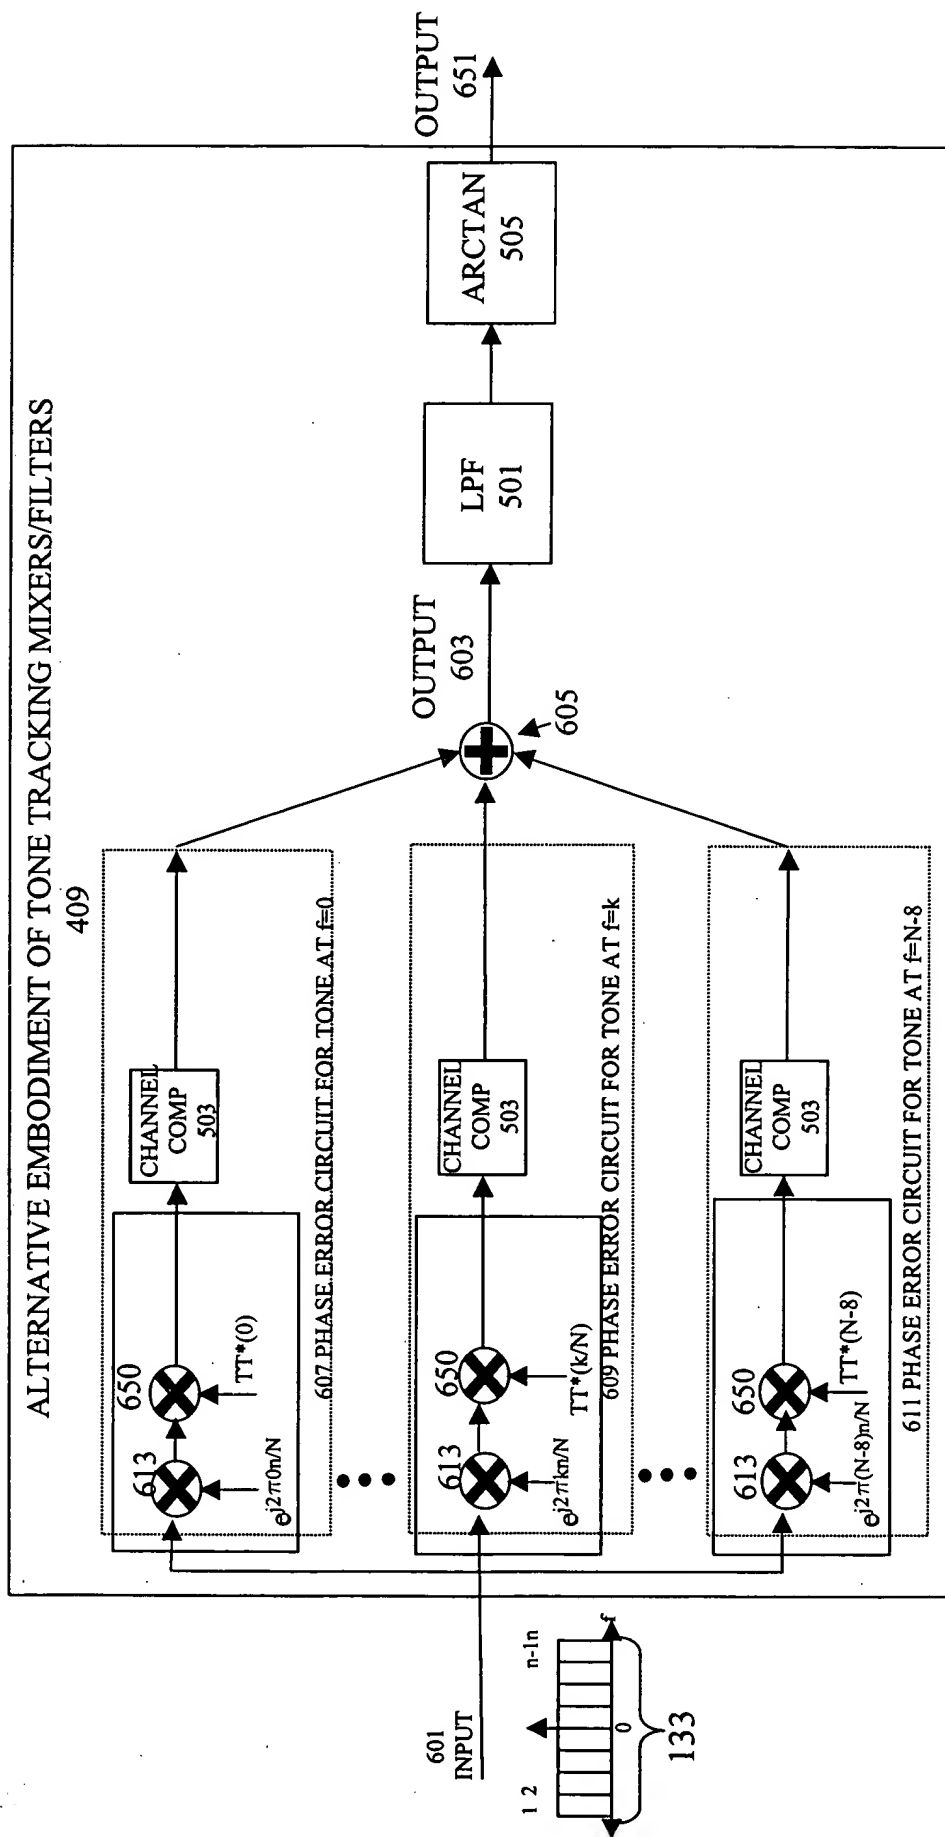 ALTERNATIVE EMBODIMENT OF TONE TRACKING MIXERS/FILTERS
409
601
INPUT
1 2
n-1n
f
0
133
613
650
e^j2π0n/N
TT*(0)
CHANNEL
COMP
503
607 PHASE ERROR CIRCUIT FOR TONE AT f=0
613
650
e^j2πkn/N
TT*(k/N)
CHANNEL
COMP
503
609 PHASE ERROR CIRCUIT FOR TONE AT f=k
613
650
e^j2π(N-8)n/N
TT*(N-8)
CHANNEL
COMP
503
611 PHASE ERROR CIRCUIT FOR TONE AT f=N-8
605
OUTPUT
603
LPF
501
ARCTAN
505
OUTPUT
651